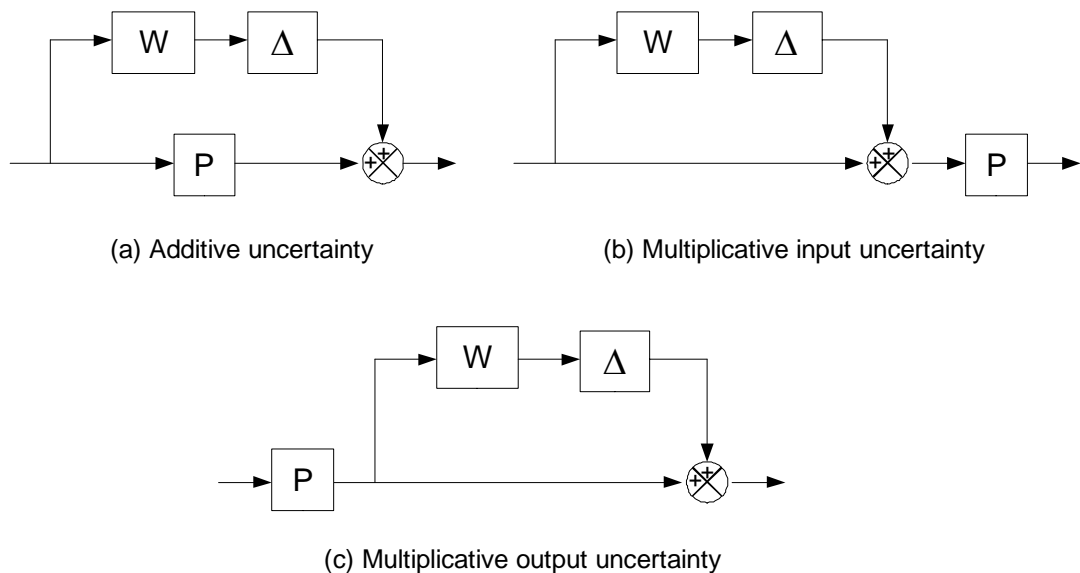 W Δ W Δ
P + + + + P
(a) Additive uncertainty (b) Multiplicative input uncertainty
W Δ
P + +
(c) Multiplicative output uncertainty